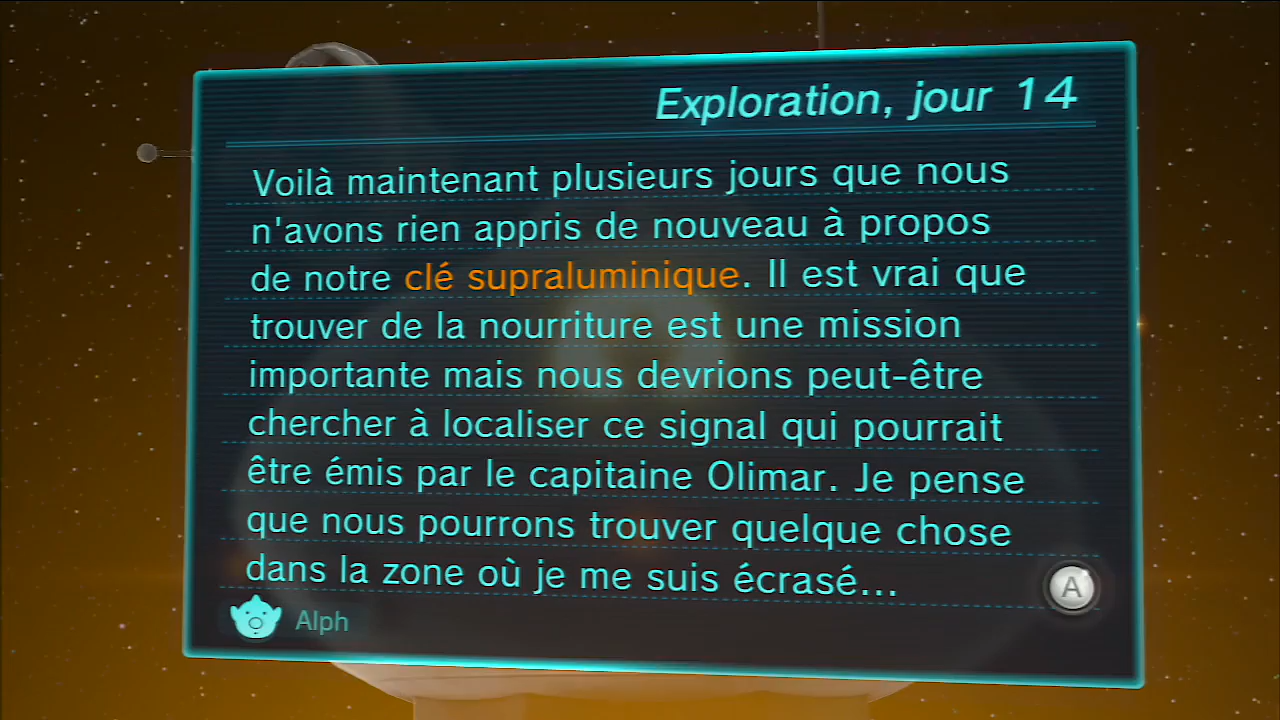 Exploration, jour 14
Voilà maintenant plusieurs jours que nous
n'avons rien appris de nouveau à propos
de notre clé supraluminique. Il est vrai que
trouver de la nourriture est une mission
importante mais nous devrions peut-être
chercher à localiser ce signal qui pourrait
être émis par le capitaine Olimar. Je pense
que nous pourrons trouver quelque chose
dans la zone où je me suis écrasé...
A
Alph